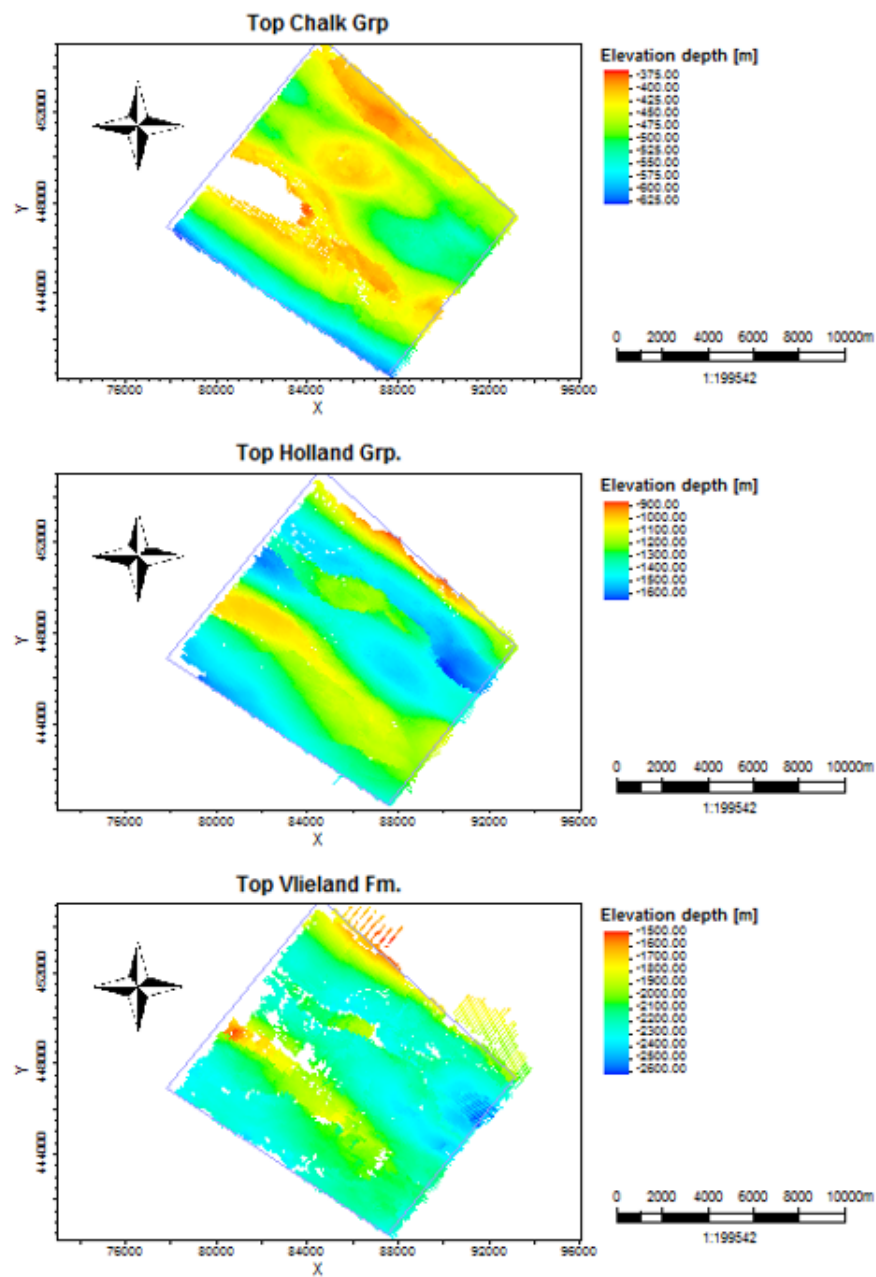 Top Chalk Grp
Elevation depth [m]
-375.00
-400.00
-425.00
-450.00
-475.00
-500.00
-525.00
-550.00
-575.00
-600.00
-625.00
452000
448000
444000
Y
76000 80000 84000 88000 92000 96000
X
0 2000 4000 6000 8000 10000m
1:199542
Top Holland Grp.
Elevation depth [m]
-900.00
-1000.00
-1100.00
-1200.00
-1300.00
-1400.00
-1500.00
-1600.00
452000
448000
444000
Y
76000 80000 84000 88000 92000 96000
X
0 2000 4000 6000 8000 10000m
1:199542
Top Vlieland Fm.
Elevation depth [m]
-1500.00
-1600.00
-1700.00
-1800.00
-1900.00
-2000.00
-2100.00
-2200.00
-2300.00
-2400.00
-2500.00
-2600.00
452000
448000
444000
Y
76000 80000 84000 88000 92000 96000
X
0 2000 4000 6000 8000 10000m
1:199542